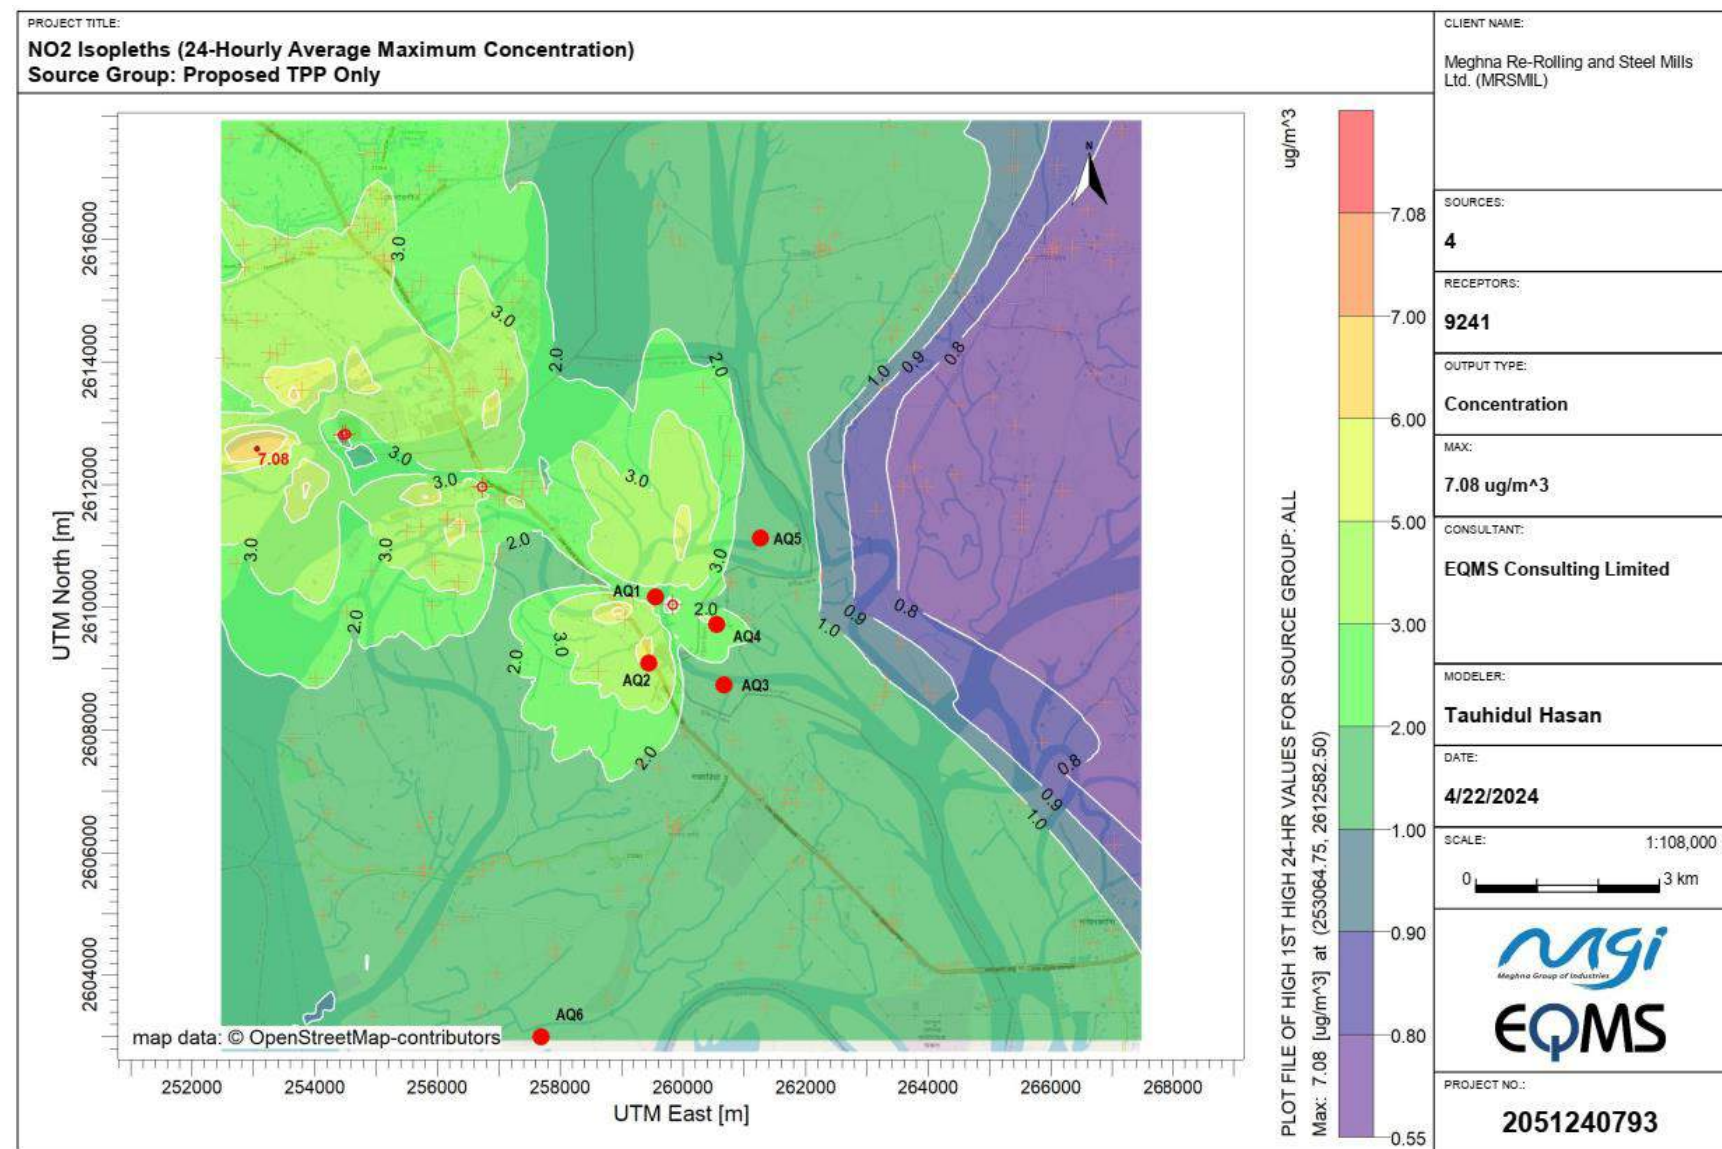 PROJECT TITLE:
NO2 Isopleths (24-Hourly Average Maximum Concentration)
Source Group: Proposed TPP Only
CLIENT NAME:
Meghna Re-Rolling and Steel Mills
Ltd. (MRSMIL)
SOURCES:
4
RECEPTORS:
9241
OUTPUT TYPE:
Concentration
MAX:
7.08 ug/m^3
CONSULTANT:
EQMS Consulting Limited
MODELER:
Tauhidul Hasan
DATE:
4/22/2024
SCALE:
1:108,000
0
3 km
mgi
Meghna Group of Industries
EQMS
PROJECT NO.:
2051240793
UTM North [m]
2616000
2614000
2612000
2610000
2608000
2606000
2604000
252000
254000
256000
258000
260000
262000
264000
266000
268000
UTM East [m]
N
3.0
3.0
2.0
2.0
1.0
0.9
0.8
7.08
3.0
3.0
3.0
3.0
3.0
2.0
3.0
AQ5
AQ1
2.0
AQ4
2.0
3.0
2.0
AQ2
AQ3
2.0
0.9
1.0
0.8
0.8
0.9
1.0
AQ6
map data: © OpenStreetMap-contributors
PLOT FILE OF HIGH 1ST HIGH 24-HR VALUES FOR SOURCE GROUP: ALL
Max: 7.08 [ug/m^3] at (253064.75, 2612582.50)
ug/m^3
7.08
7.00
6.00
5.00
3.00
2.00
1.00
0.90
0.80
0.55